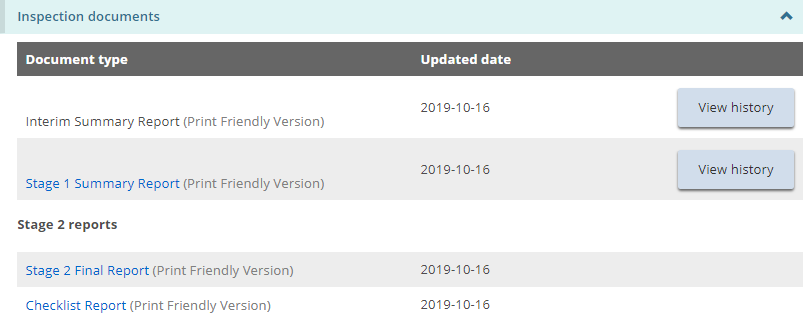 Inspection documents
Document type Updated date
Interim Summary Report (Print Friendly Version) 2019-10-16 View history
Stage 1 Summary Report (Print Friendly Version) 2019-10-16 View history
Stage 2 reports
Stage 2 Final Report (Print Friendly Version) 2019-10-16
Checklist Report (Print Friendly Version) 2019-10-16